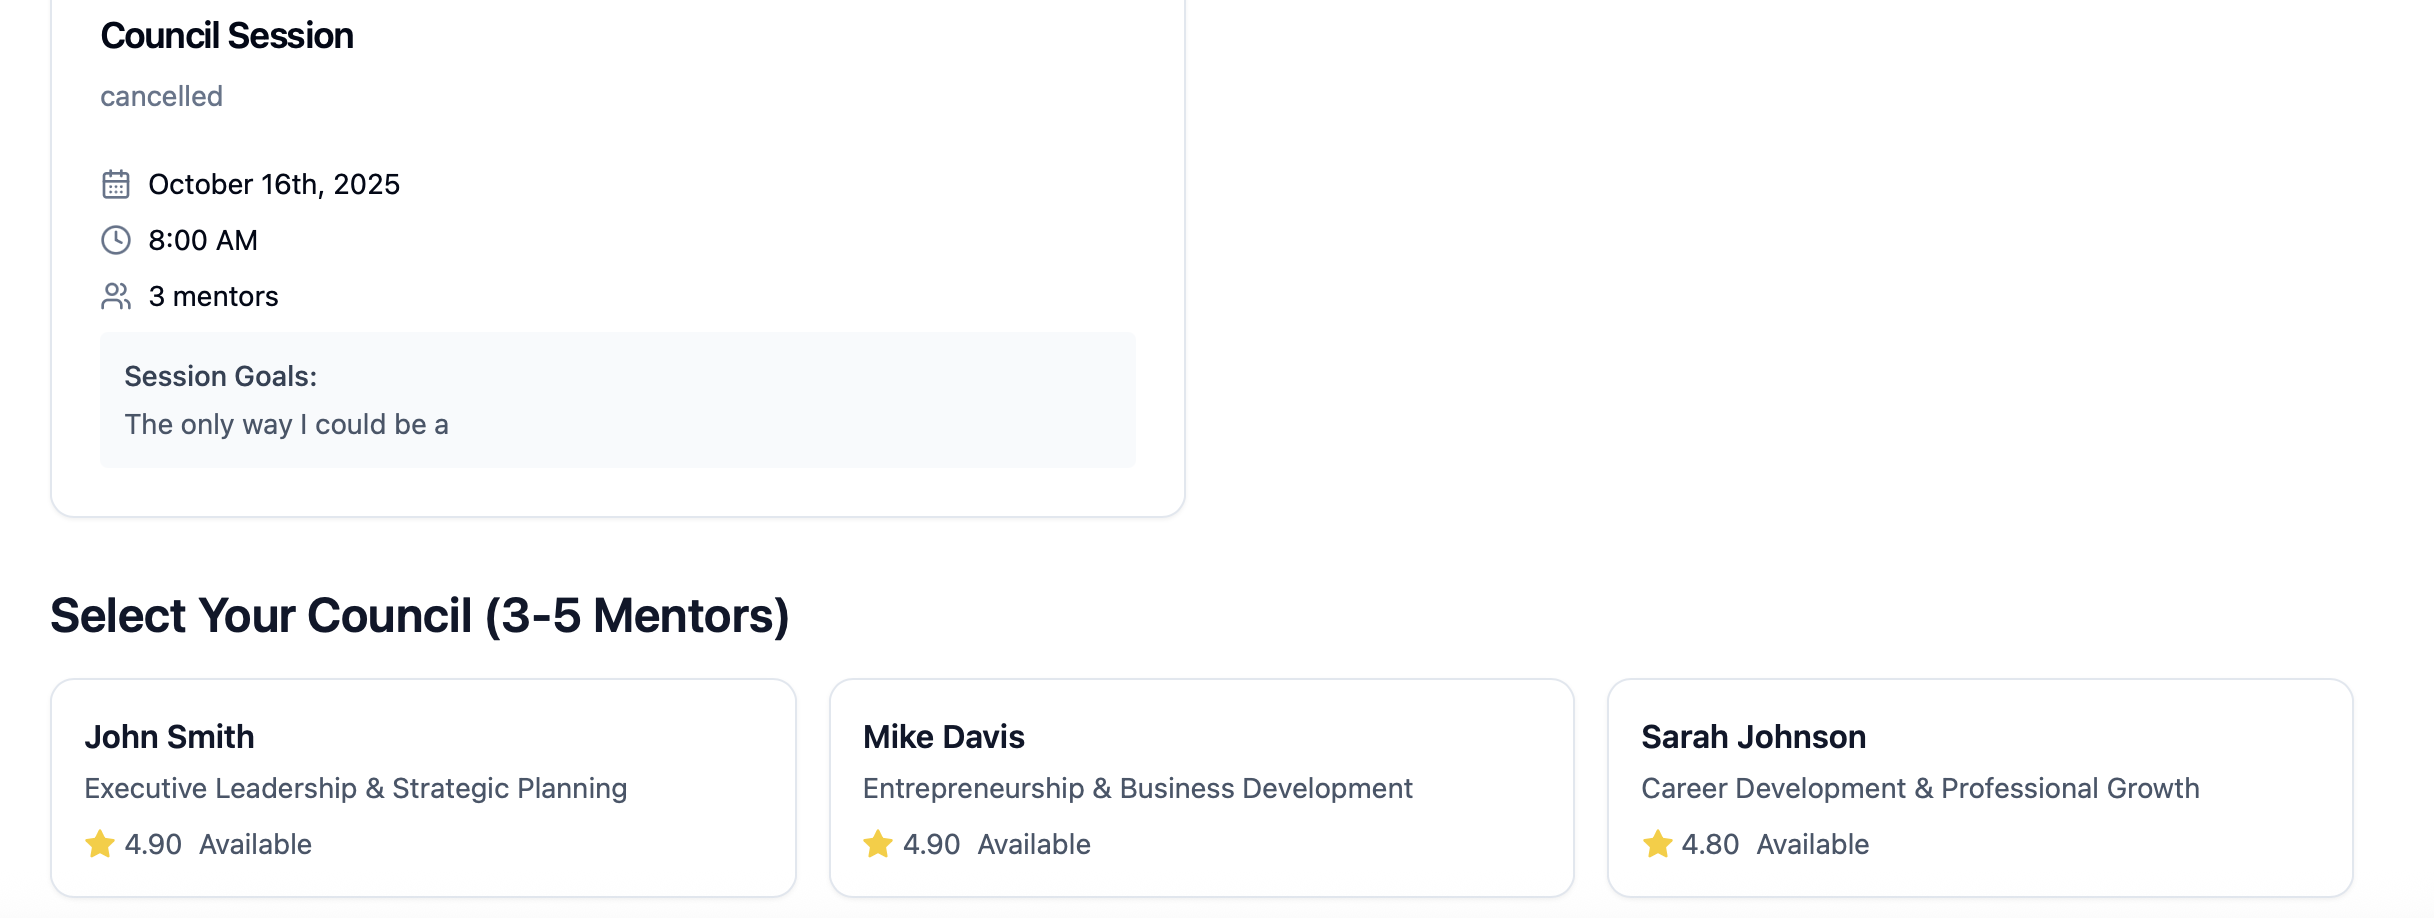 Council Session
cancelled
October 16th, 2025
8:00 AM
3 mentors
Session Goals:
The only way I could be a
Select Your Council (3-5 Mentors)
John Smith
Executive Leadership & Strategic Planning
4.90 Available
Mike Davis
Entrepreneurship & Business Development
4.90 Available
Sarah Johnson
Career Development & Professional Growth
4.80 Available